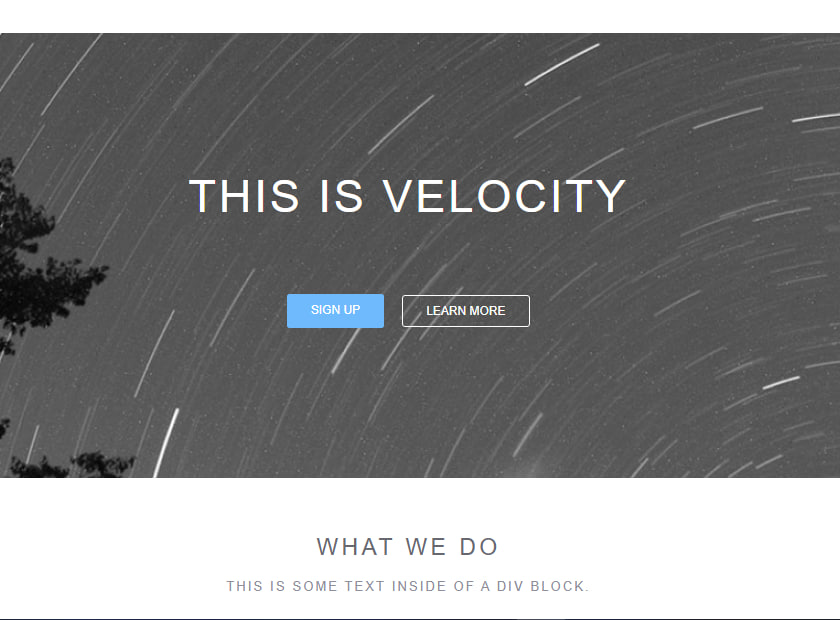 THIS IS VELOCITY
SIGN UP LEARN MORE
WHAT WE DO
THIS IS SOME TEXT INSIDE OF A DIV BLOCK.